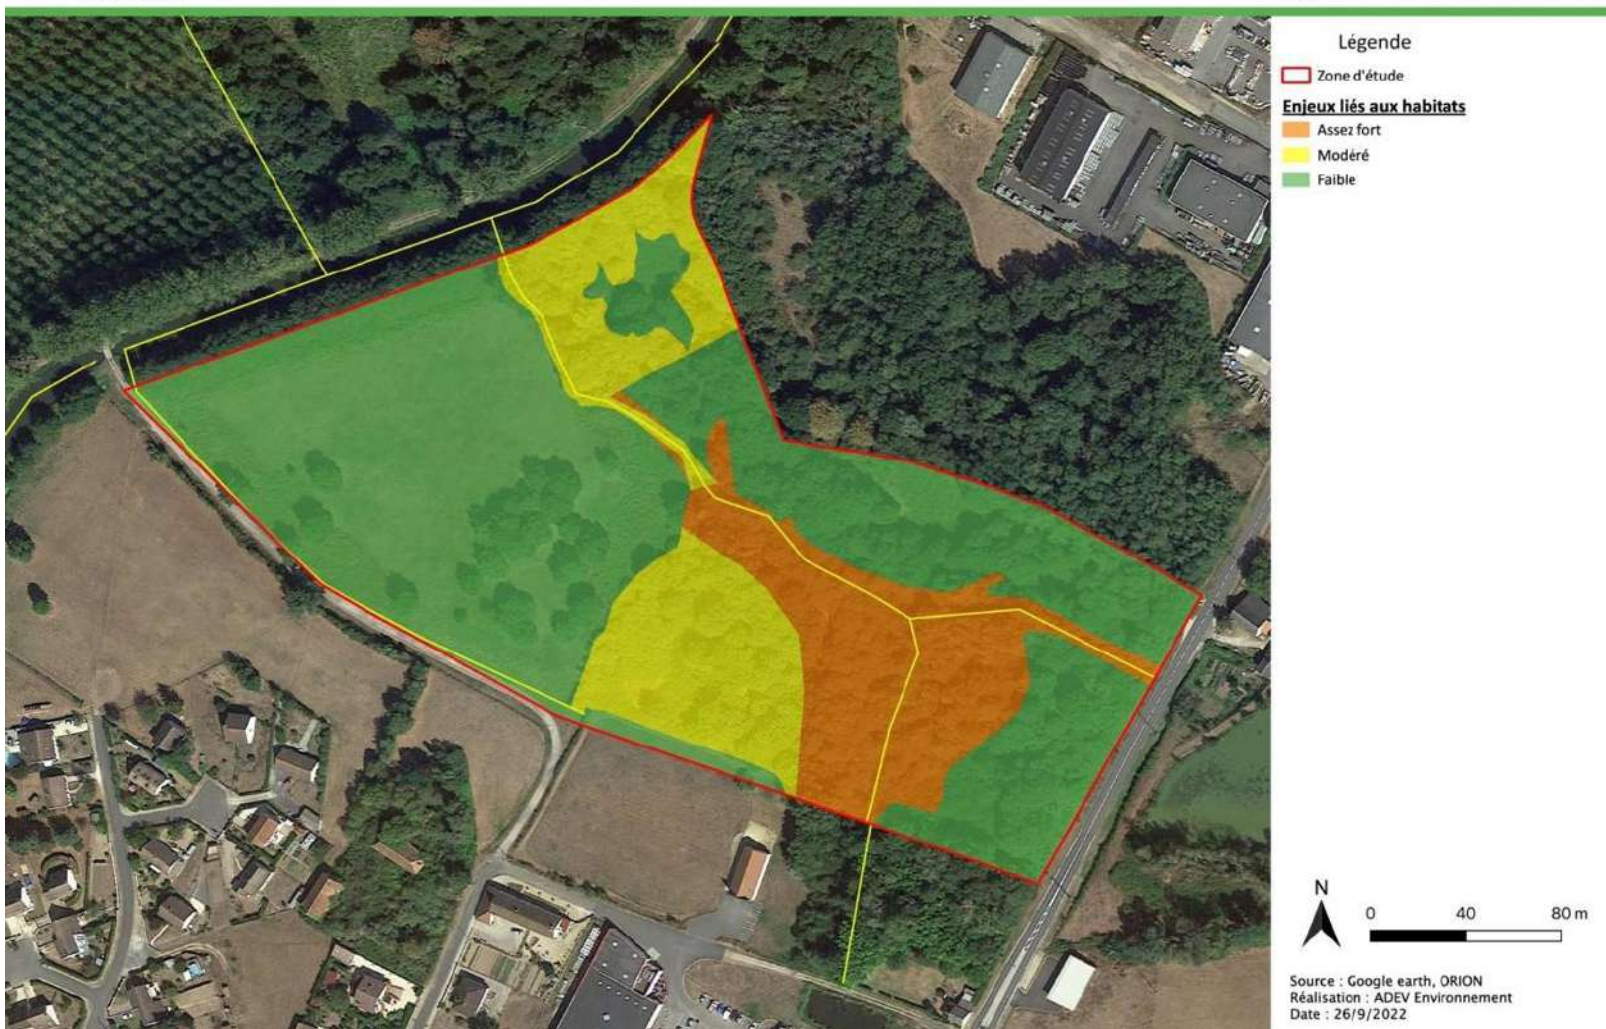 Légende
Zone d'étude
Enjeux liés aux habitats
Assez fort
Modéré
Faible
N
0 40 80 m
Source : Google earth, ORION
Réalisation : ADEV Environnement
Date : 26/9/2022